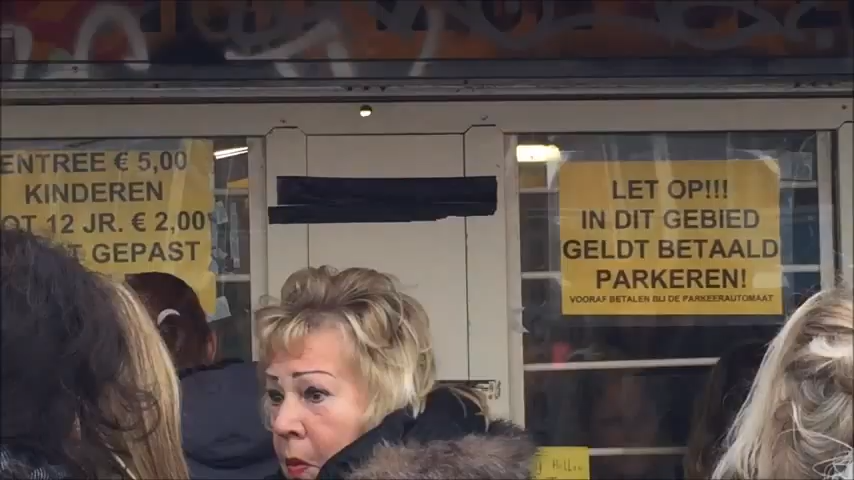 ENTREE € 5,00
KINDEREN
OT 12 JR. € 2,00
GEPAST
LET OP!!!
IN DIT GEBIED
GELDT BETAALD
PARKEREN!
VOORAF BETALEN BIJ DE PARKEERAUTOMAAT